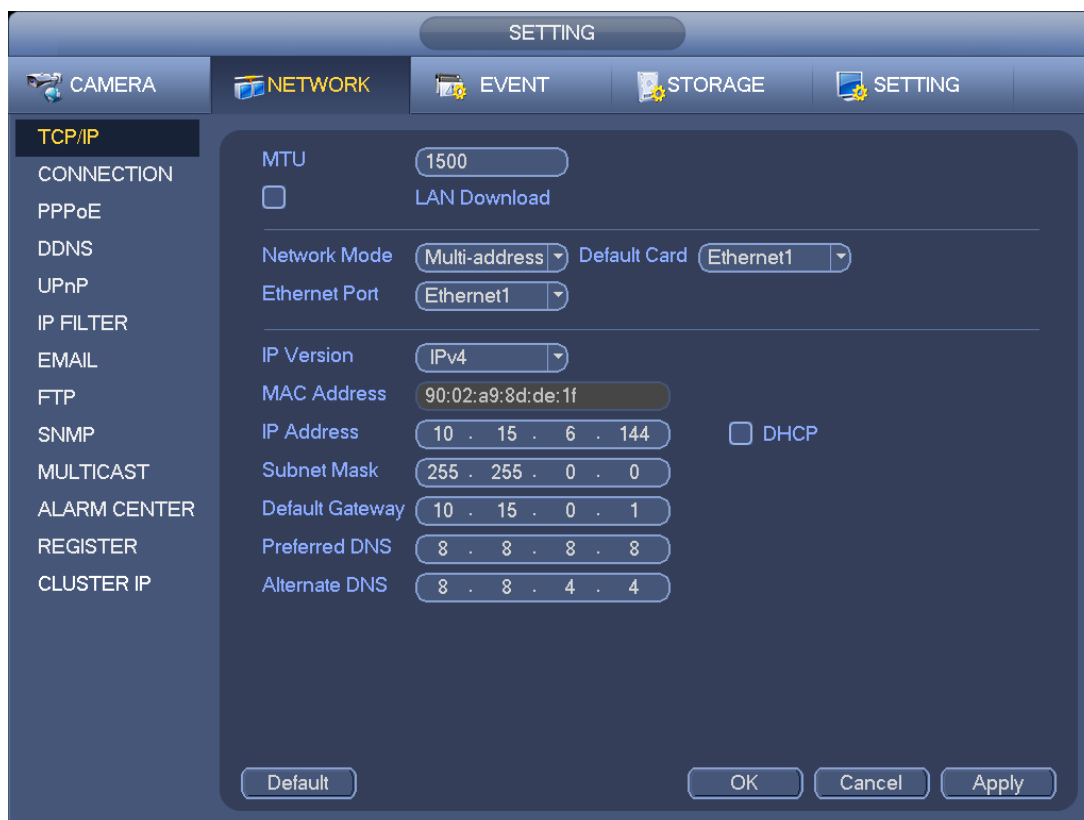 SETTING
CAMERA NETWORK EVENT STORAGE SETTING
TCP/IP
CONNECTION
PPPoE
DDNS
UPnP
IP FILTER
EMAIL
FTP
SNMP
MULTICAST
ALARM CENTER
REGISTER
CLUSTER IP
MTU 1500
LAN Download
Network Mode Multi-address Default Card Ethernet1
Ethernet Port Ethernet1
IP Version IPv4
MAC Address 90:02:a9:8d:de:1f
IP Address 10 . 15 . 6 . 144 DHCP
Subnet Mask 255 . 255 . 0 . 0
Default Gateway 10 . 15 . 0 . 1
Preferred DNS 8 . 8 . 8 . 8
Alternate DNS 8 . 8 . 4 . 4
Default OK Cancel Apply